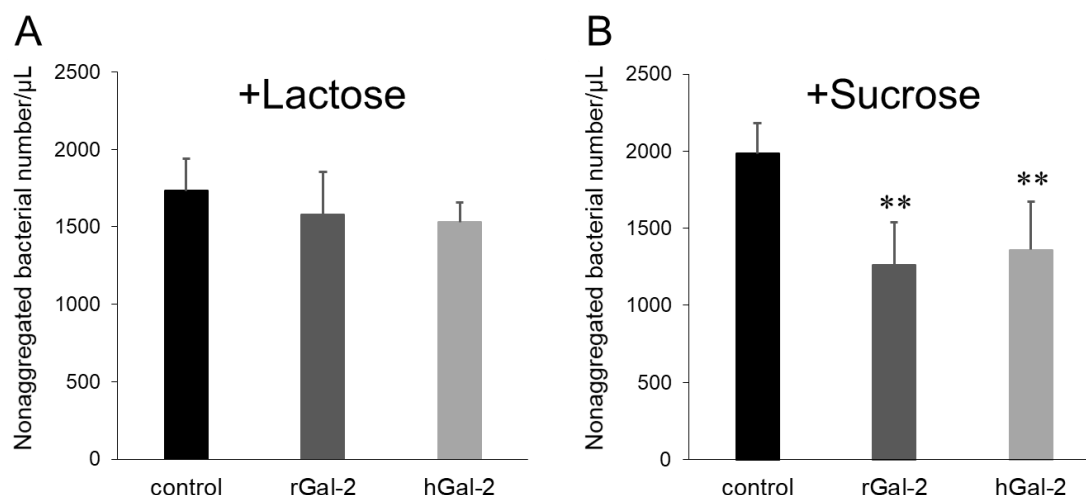 A
Nonaggregated bacterial number/µL
+Lactose
2500
2000
1500
1000
500
0
control rGal-2 hGal-2
B
Nonaggregated bacterial number/µL
+Sucrose
2500
2000
1500
1000
500
0
**
**
control rGal-2 hGal-2